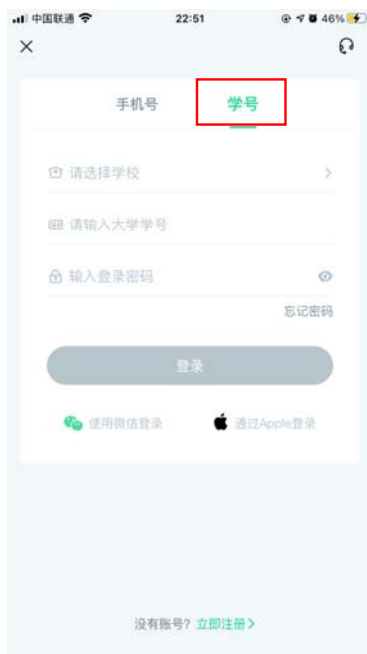 中国联通 22:51 46%
手机号 学号
请选择学校
请输入大学学号
输入登录密码
忘记密码
登录
使用微信登录 通过Apple登录
没有账号? 立即注册